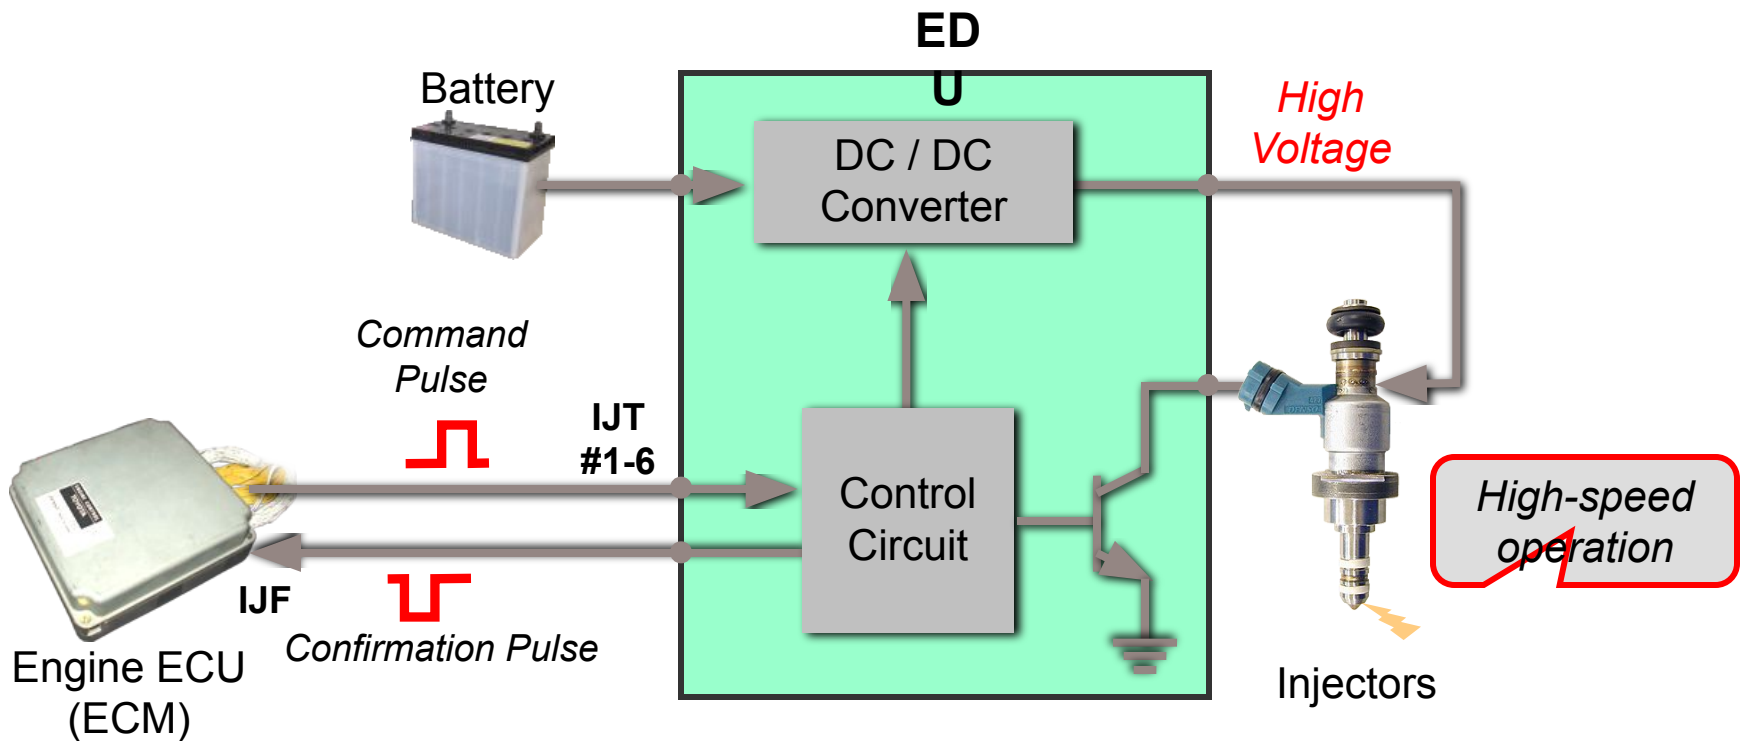 ED
U
Battery
High
Voltage
DC / DC
Converter
Command
Pulse
IJT
#1-6
Control
Circuit
High-speed
operation
IJF
Confirmation Pulse
Engine ECU
(ECM)
Injectors